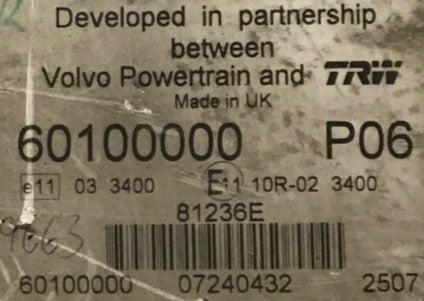 Developed in partnership
between
Volvo Powertrain and TRW
Made in UK
60100000 P06
e11 03 3400 E11 10R-02 3400
81236E
9663
60100000 07240432 2507